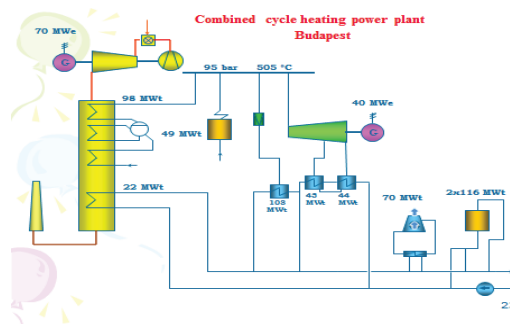 Combined cycle heating power plant
Budapest
70 MWe
G
95 bar 505 °C
98 MWt
49 MWt
40 MWe
G
22 MWt
108
MWt
45
MWt
44
MWt
70 MWt
2x116 MWt